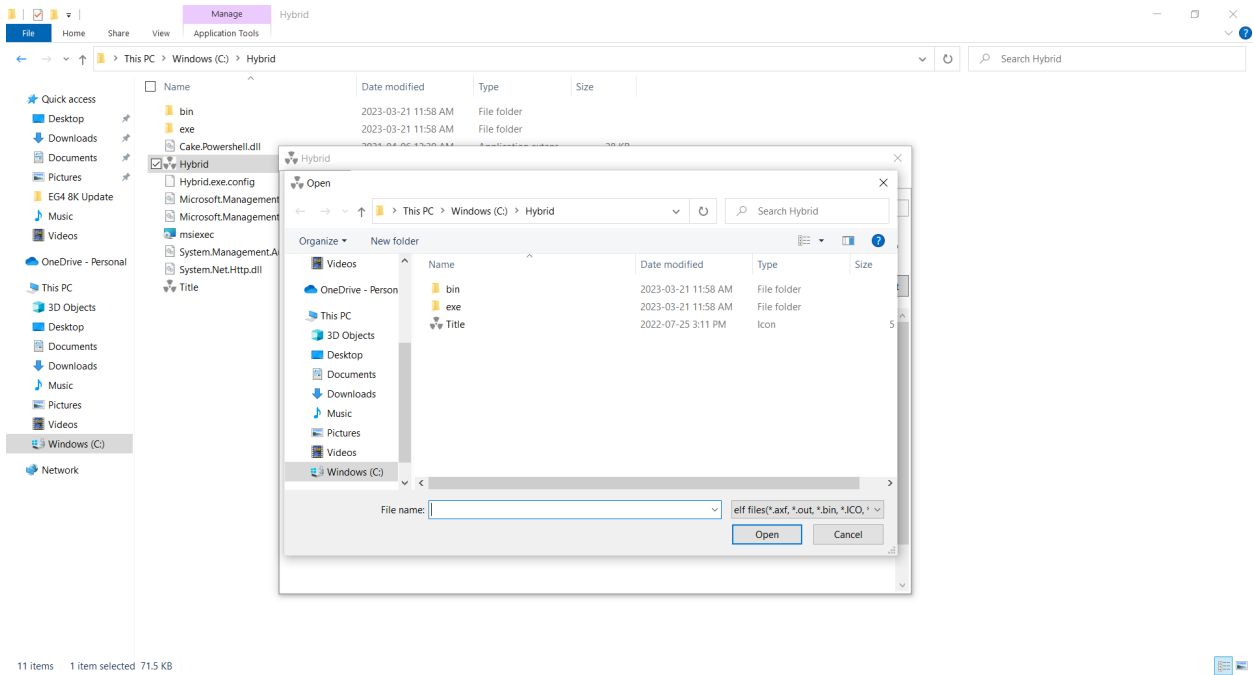 Manage
Hybrid
File
Home
Share
View
Application Tools
This PC > Windows (C:) > Hybrid
Search Hybrid
Name
Date modified
Type
Size
Quick access
Desktop
Downloads
Documents
Pictures
EG4 8K Update
Music
Videos
OneDrive - Personal
This PC
3D Objects
Desktop
Documents
Downloads
Music
Pictures
Videos
Windows (C:)
Network
bin 2023-03-21 11:58 AM File folder
exe 2023-03-21 11:58 AM File folder
Cake.Powershell.dll
Hybrid
Hybrid.exe.config
Microsoft.Management
Microsoft.Management
msiexec
System.Management.A
System.Net.Http.dll
Title
Hybrid
Open
This PC > Windows (C:) > Hybrid
Search Hybrid
Organize
New folder
Videos
OneDrive - Person
This PC
3D Objects
Desktop
Documents
Downloads
Music
Pictures
Videos
Windows (C:)
Name Date modified Type Size
bin 2023-03-21 11:58 AM File folder
exe 2023-03-21 11:58 AM File folder
Title 2022-07-25 3:11 PM Icon 5
File name:
elf files(*.axf, *.out, *.bin, *.ICO, *
Open
Cancel
11 items 1 item selected 71.5 KB